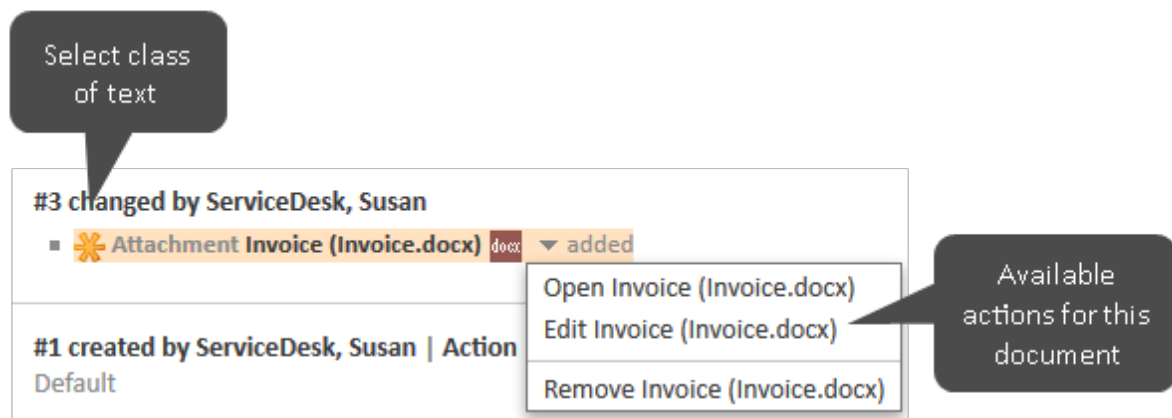 Select class
of text
#3 changed by ServiceDesk, Susan
Attachment Invoice (Invoice.docx) docx added
Open Invoice (Invoice.docx)
Edit Invoice (Invoice.docx)
Remove Invoice (Invoice.docx)
Available
actions for this
document
#1 created by ServiceDesk, Susan | Action
Default